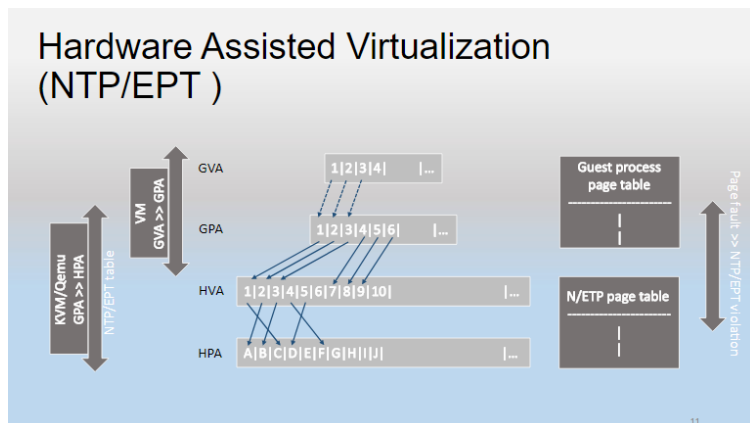 Hardware Assisted Virtualization
(NTP/EPT )
GVA
1|2|3|4|
|...
VM
GVA >> GPA
GPA
1|2|3|4|5|6|
|...
KVM/Qemu
GPA >> HPA
NTP/EPT table
HVA
1|2|3|4|5|6|7|8|9|10|
|...
HPA
A|B|C|D|E|F|G|H|I|J|
|...
Guest process
page table
N/ETP page table
Page fault >> NTP/EPT violation
11